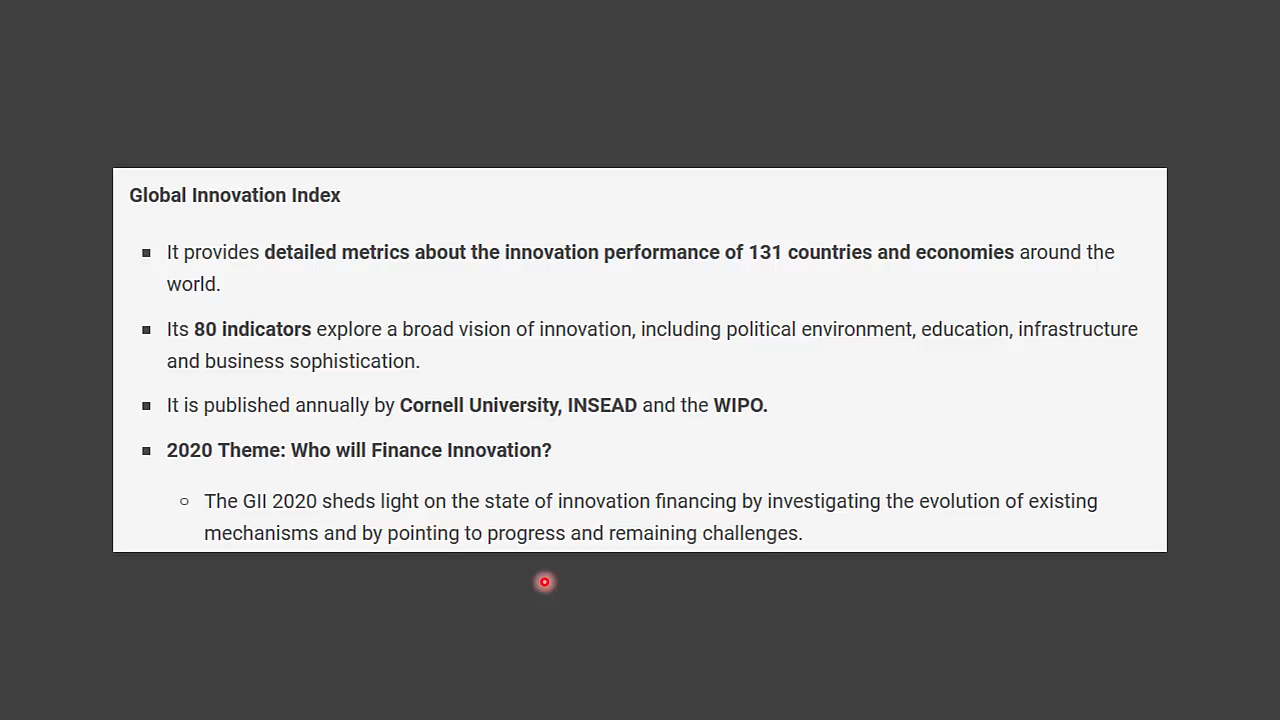 Global Innovation Index
It provides detailed metrics about the innovation performance of 131 countries and economies around the
world.
Its 80 indicators explore a broad vision of innovation, including political environment, education, infrastructure
and business sophistication.
It is published annually by Cornell University, INSEAD and the WIPO.
2020 Theme: Who will Finance Innovation?
The GII 2020 sheds light on the state of innovation financing by investigating the evolution of existing
mechanisms and by pointing to progress and remaining challenges.